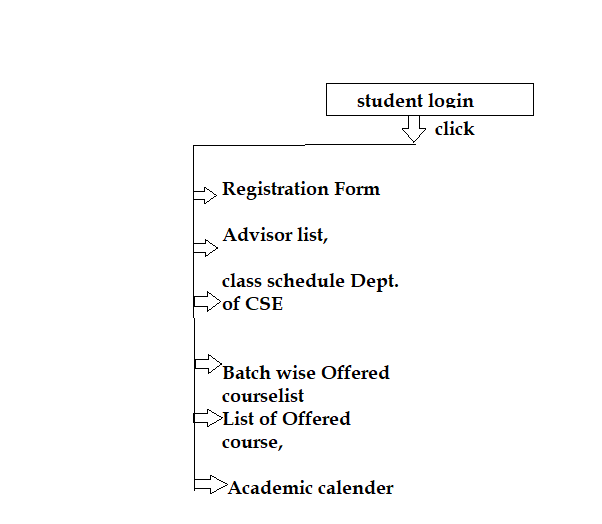 student login
click
Registration Form
Advisor list,
class schedule Dept.
of CSE
Batch wise Offered
courselist
List of Offered
course,
Academic calender